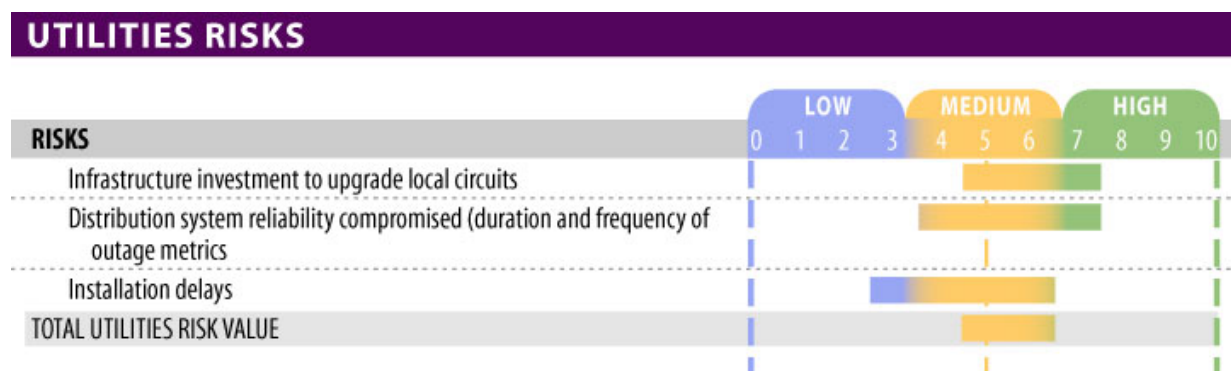 UTILITIES RISKS
LOW MEDIUM HIGH
RISKS 0 1 2 3 4 5 6 7 8 9 10
Infrastructure investment to upgrade local circuits
Distribution system reliability compromised (duration and frequency of
outage metrics
Installation delays
TOTAL UTILITIES RISK VALUE